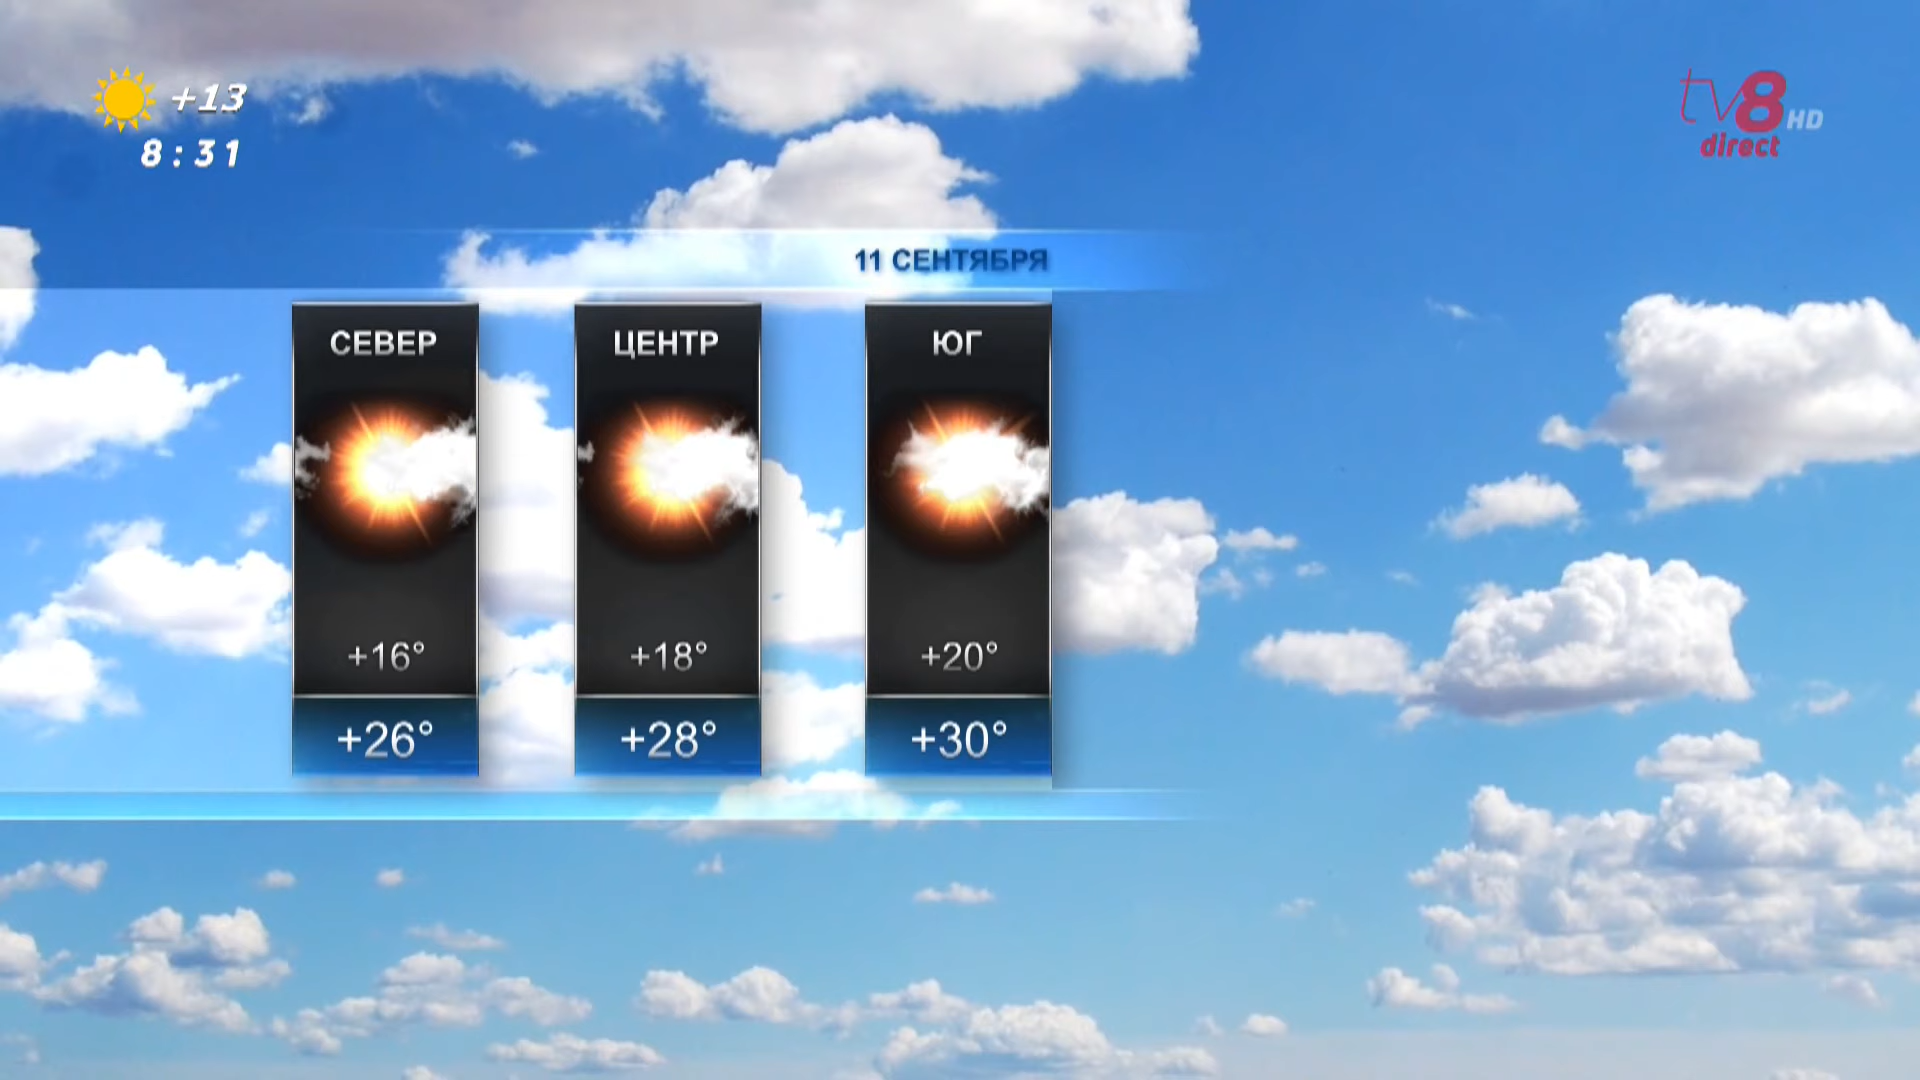 +13
8:31
tv8 HD
direct
11 СЕНТЯБРЯ
СЕВЕР
+16°
+26°
ЦЕНТР
+18°
+28°
ЮГ
+20°
+30°